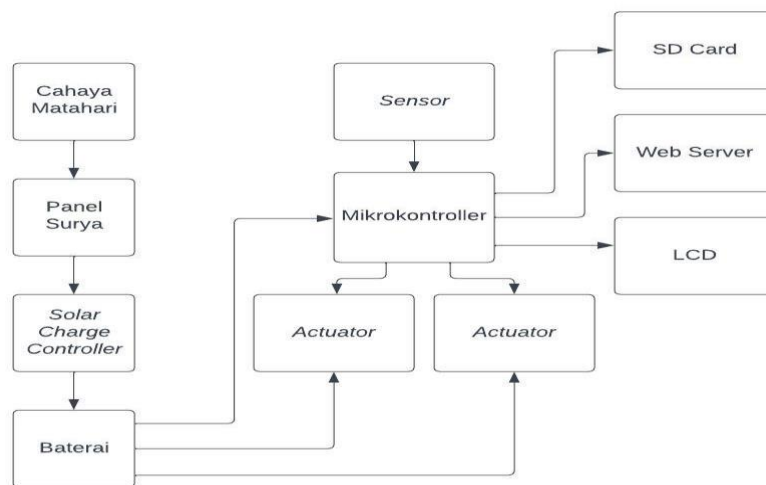 Cahaya
Matahari
Panel
Surya
Solar
Charge
Controller
Baterai
Sensor
Mikrokontroller
Actuator
Actuator
SD Card
Web Server
LCD